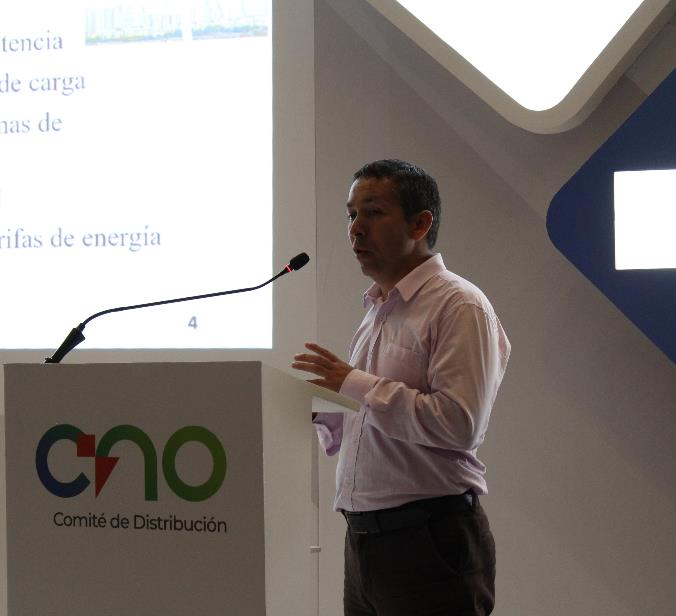 tencia
de carga
nas de
rifas de energía
4
cno
Comité de Distribución